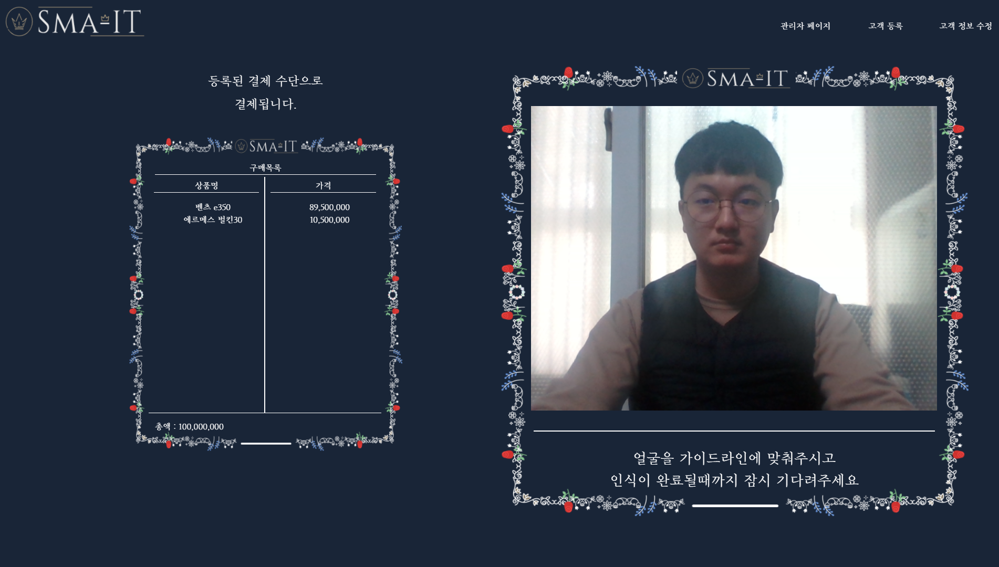 SMA-IT
관리자 페이지
고객 등록
고객 정보 수정
등록된 결제 수단으로
결제됩니다.
SMA-IT
구매목록
상품명 가격
벤츠 e350 89,500,000
에르메스 벌킨30 10,500,000
총액 : 100,000,000
SMA-IT
얼굴을 가이드라인에 맞춰주시고
인식이 완료될때까지 잠시 기다려주세요